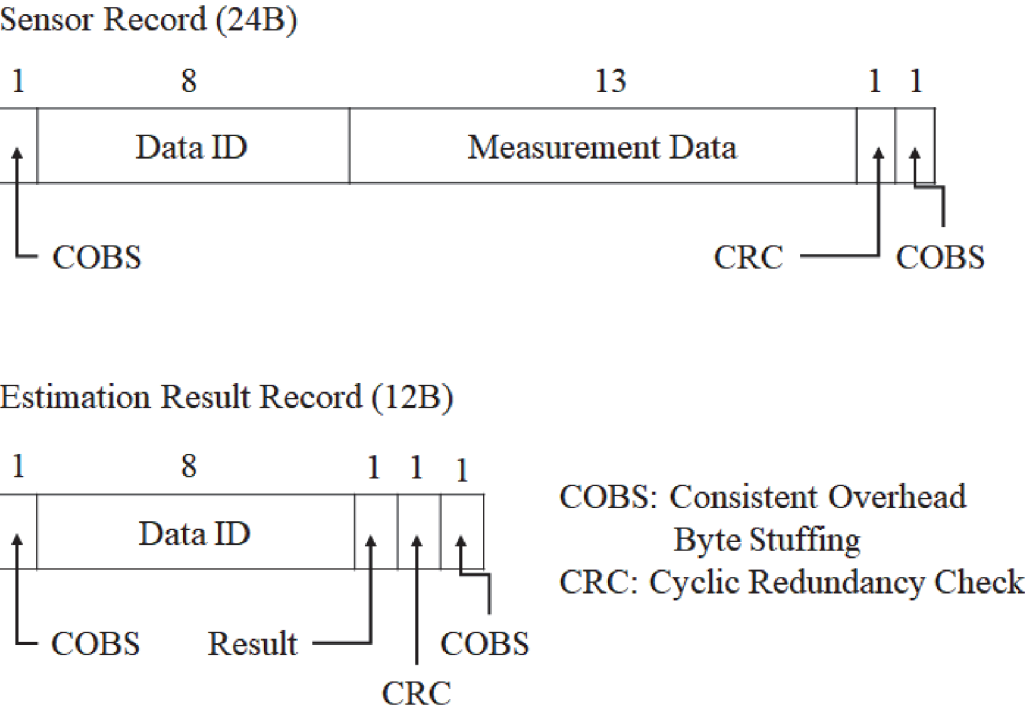 Sensor Record (24B)
1 8 13 1 1
Data ID Measurement Data
COBS CRC COBS
Estimation Result Record (12B)
1 8 1 1 1
Data ID
COBS Result COBS
CRC
COBS: Consistent Overhead
Byte Stuffing
CRC: Cyclic Redundancy Check